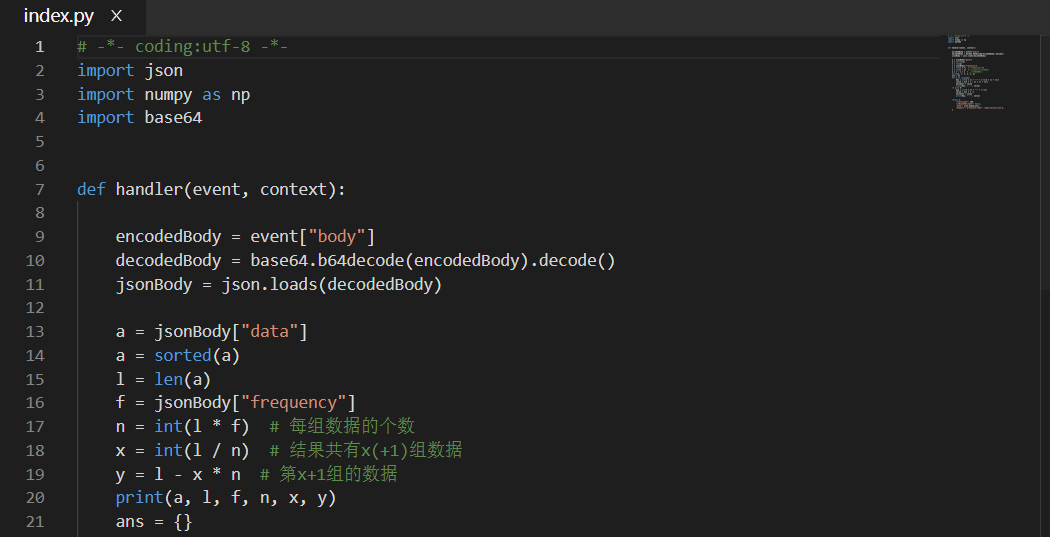 index.py X
1 # -*- coding:utf-8 -*-
2 import json
3 import numpy as np
4 import base64
5
6
7 def handler(event, context):
8
9 encodedBody = event["body"]
10 decodedBody = base64.b64decode(encodedBody).decode()
11 jsonBody = json.loads(decodedBody)
12
13 a = jsonBody["data"]
14 a = sorted(a)
15 l = len(a)
16 f = jsonBody["frequency"]
17 n = int(l * f)  # 每组数据的个数
18 x = int(l / n)  # 结果共有x(+1)组数据
19 y = l - x * n  # 第x+1组的数据
20 print(a, l, f, n, x, y)
21 ans = {}